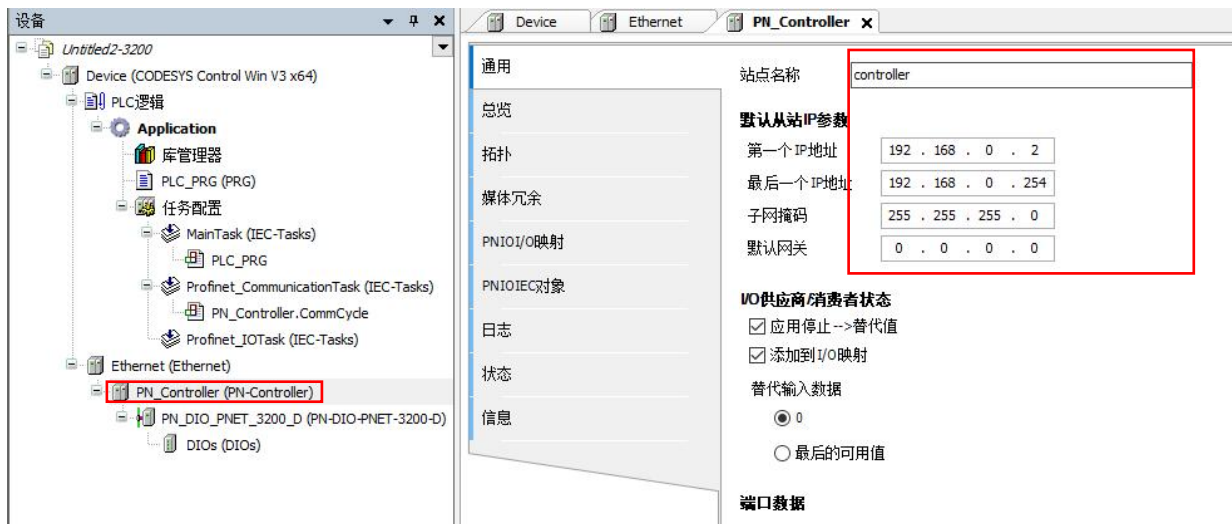 设备
Untitled2-3200
Device (CODESYS Control Win V3 x64)
PLC逻辑
Application
库管理器
PLC_PRG (PRG)
任务配置
MainTask (IEC-Tasks)
PLC_PRG
Profinet_CommunicationTask (IEC-Tasks)
PN_Controller.CommCycle
Profinet_IOTask (IEC-Tasks)
Ethernet (Ethernet)
PN_Controller (PN-Controller)
PN_DIO_PNET_3200_D (PN-DIO-PNET-3200-D)
DIOs (DIOs)
Device
Ethernet
PN_Controller
通用
总览
拓扑
媒体冗余
PNIOI/O映射
PNIOIEC对象
日志
状态
信息
站点名称 controller
默认从站IP参数
第一个IP地址 192 . 168 . 0 . 2
最后一个IP地址 192 . 168 . 0 . 254
子网掩码 255 . 255 . 255 . 0
默认网关 0 . 0 . 0 . 0
I/O供应商/消费者状态
应用停止-->替代值
添加到I/O映射
替代输入数据
0
最后的可用值
端口数据